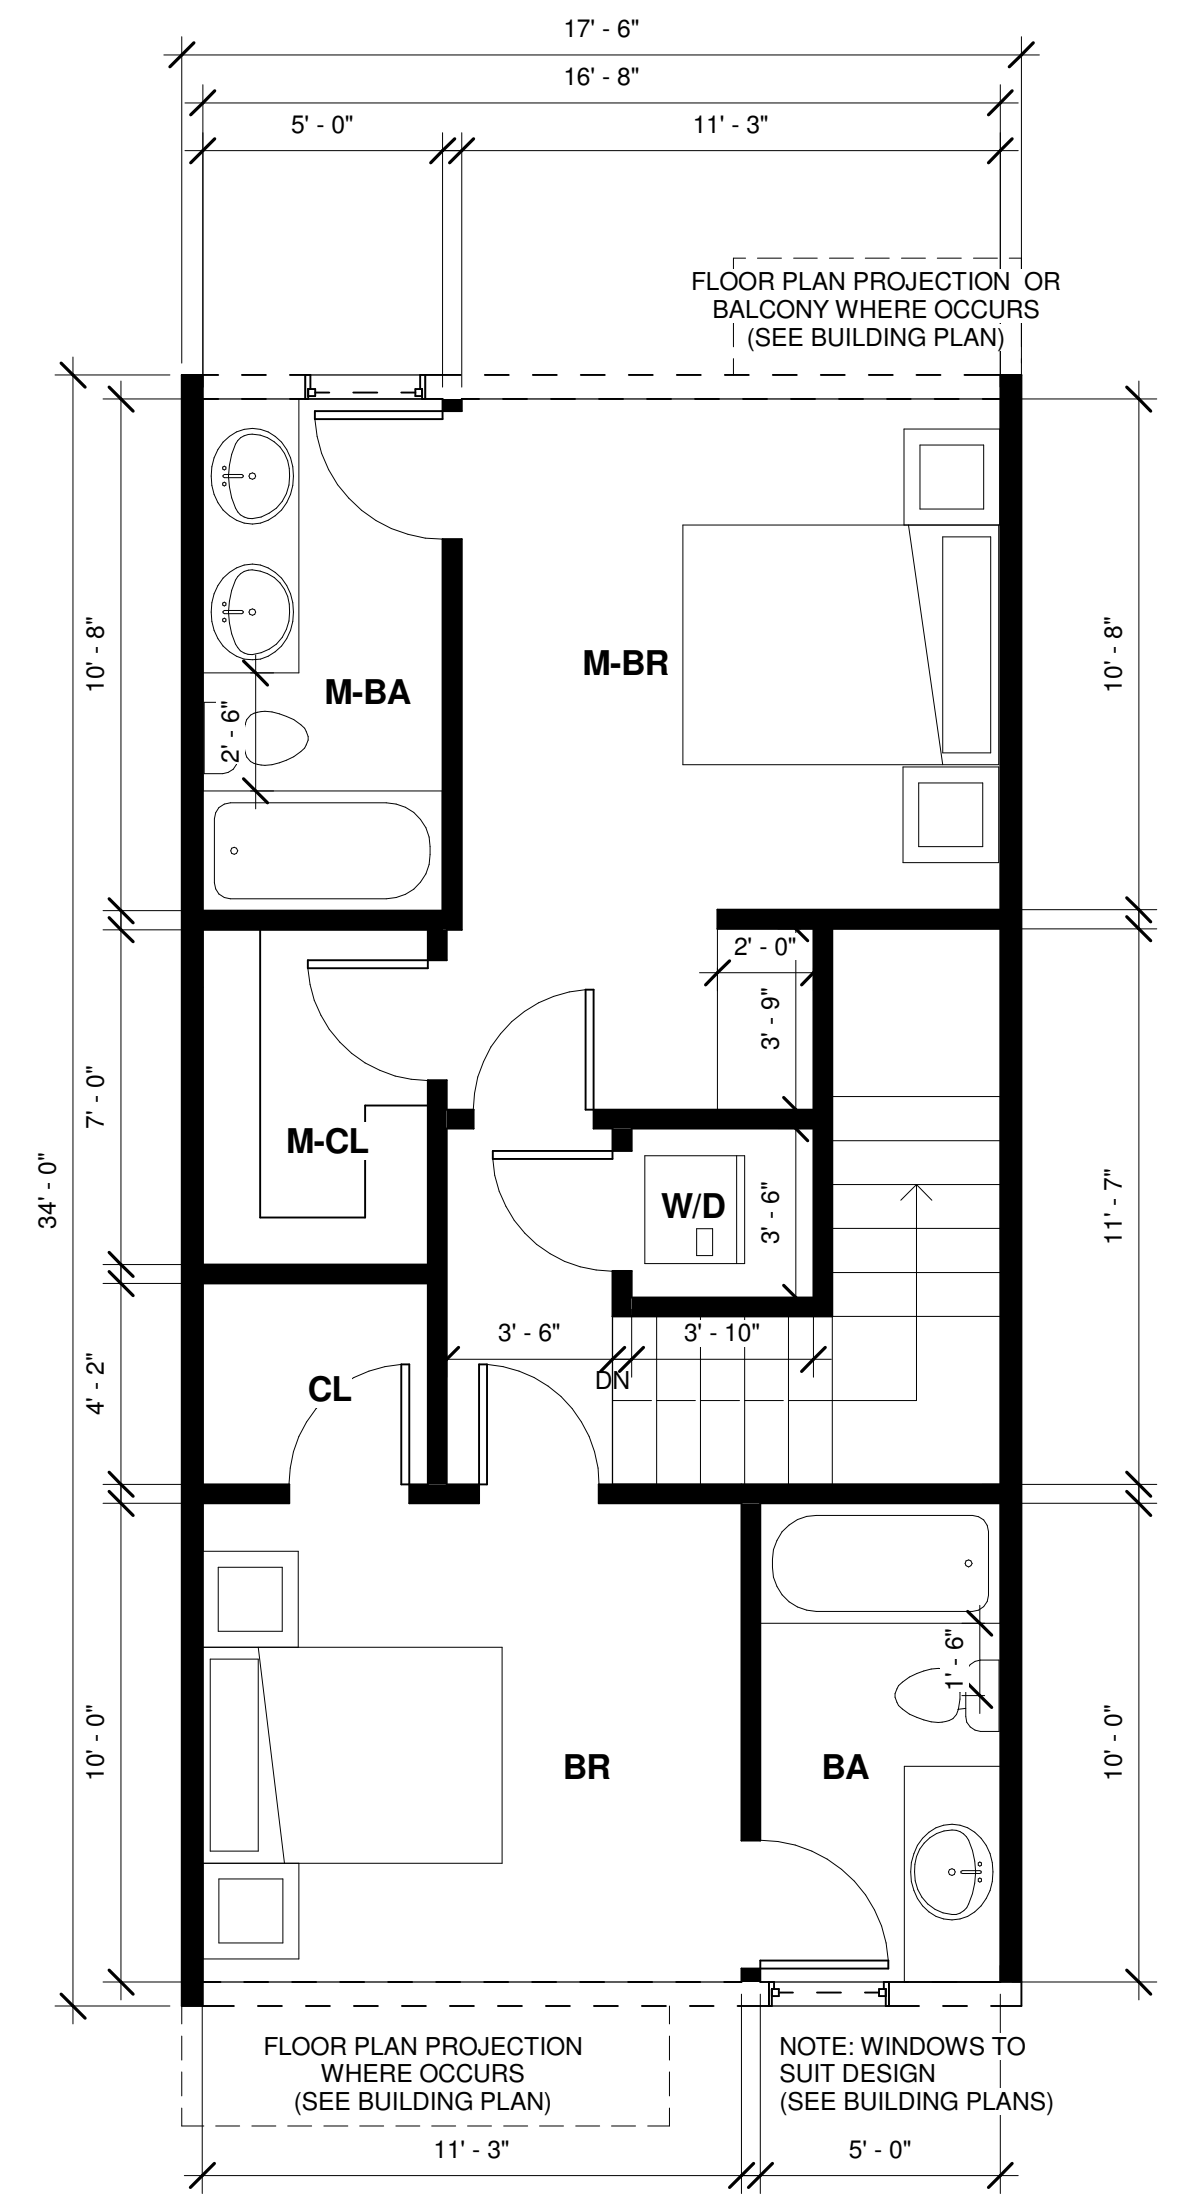 17' - 6"
16' - 8"
5' - 0"
11' - 3"
FLOOR PLAN PROJECTION OR
BALCONY WHERE OCCURS
(SEE BUILDING PLAN)
10' - 8"
M-BR
10' - 8"
M-BA
2' - 6"
2' - 0"
3' - 9"
7' - 0"
M-CL
34' - 0"
W/D
3' - 6"
11' - 7"
3' - 6"
3' - 10"
DN
4' - 2"
CL
1' - 6"
10' - 0"
BR
BA
10' - 0"
FLOOR PLAN PROJECTION
WHERE OCCURS
(SEE BUILDING PLAN)
NOTE: WINDOWS TO
SUIT DESIGN
(SEE BUILDING PLANS)
11' - 3"
5' - 0"